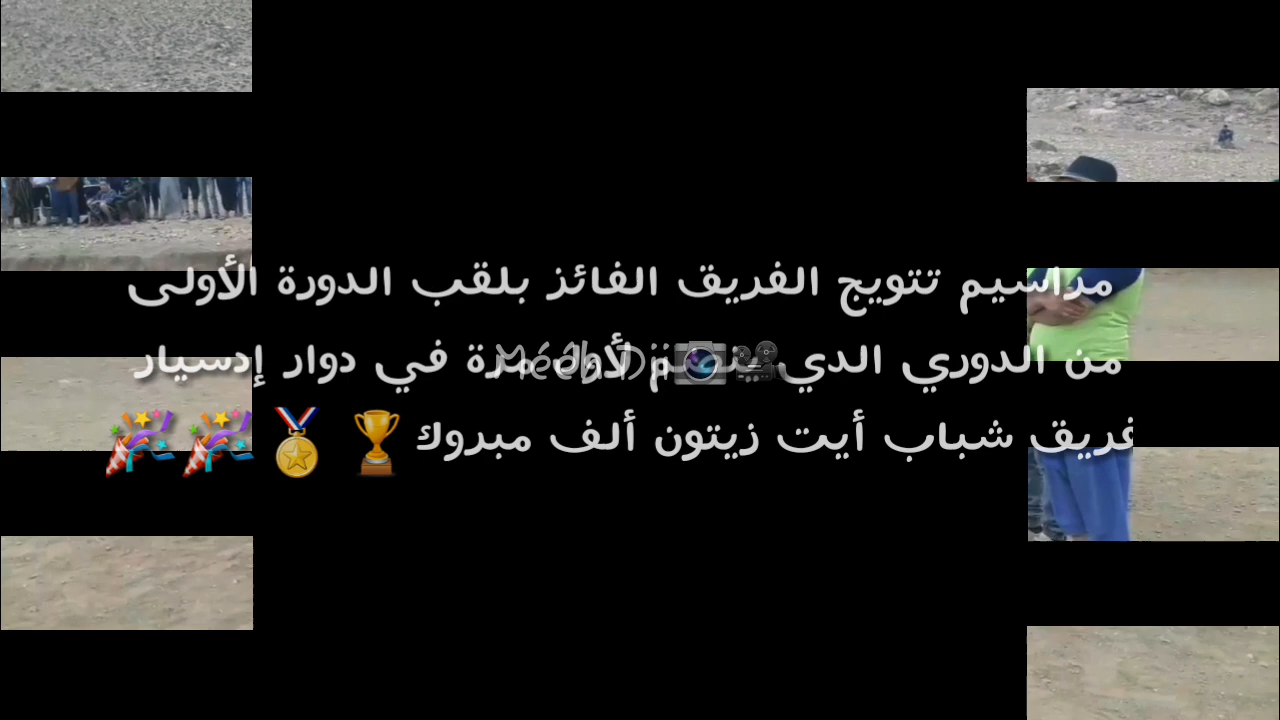 مراسيم تتويج الفريق الفائز بلقب الدورة الأولى
من الدوري الدي ينظم لأول مرة في دوار إدسيار
فريق شباب أيت زيتون ألف مبروك 🏆 🏅 🎉 🎉